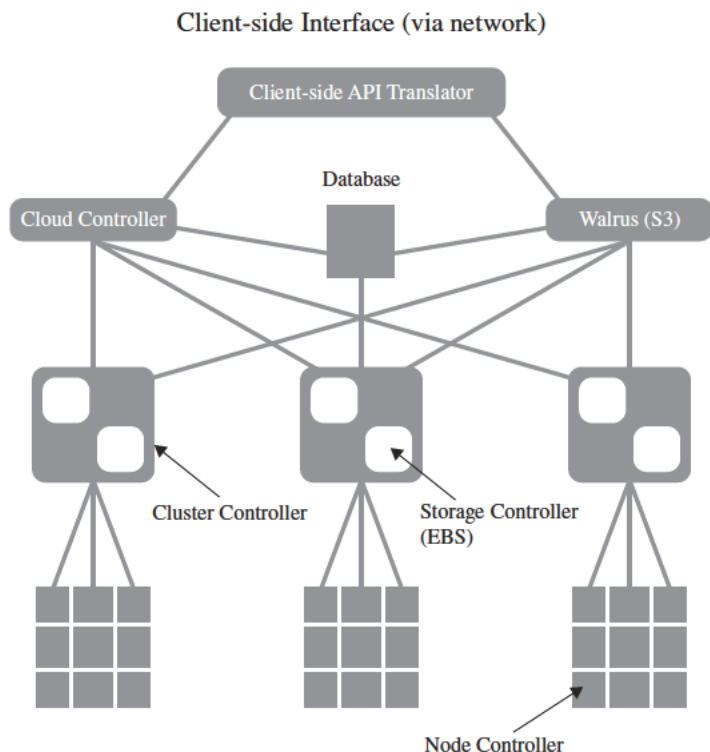 Client-side Interface (via network)
Client-side API Translator
Database
Cloud Controller
Walrus (S3)
Cluster Controller
Storage Controller
(EBS)
Node Controller